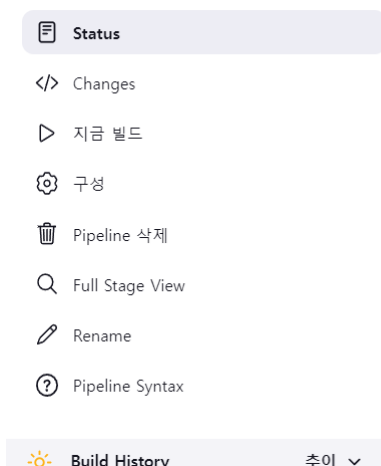 Status
Changes
지금 빌드
구성
Pipeline 삭제
Full Stage View
Rename
Pipeline Syntax
Build History 추이